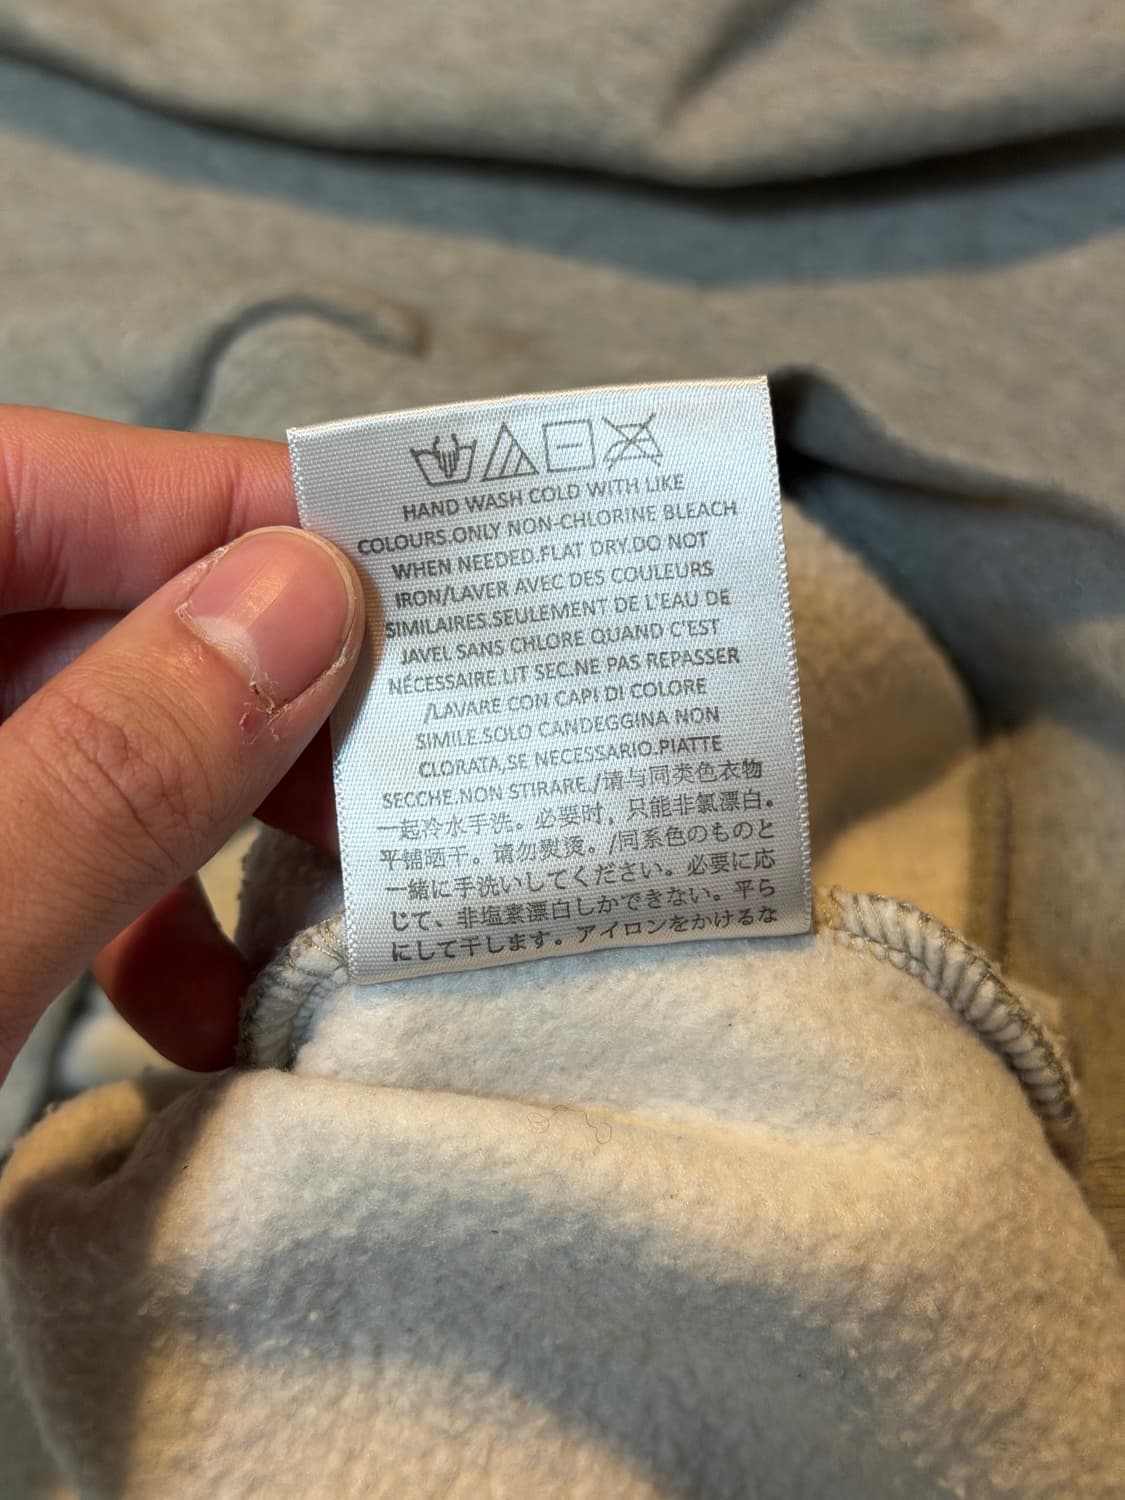 HAND WASH COLD WITH LIKE
COLOURS.ONLY NON-CHLORINE BLEACH
WHEN NEEDED.FLAT DRY.DO NOT
IRON/LAVER AVEC DES COULEURS
SIMILAIRES.SEULEMENT DE L'EAU DE
JAVEL SANS CHLORE QUAND C'EST
NÉCESSAIRE.LIT SEC.NE PAS REPASSER
/LAVARE CON CAPI DI COLORE
SIMILE.SOLO CANDEGGINA NON
CLORATA,SE NECESSARIO.PIATTE
SECCHE.NON STIRARE./请与同类色衣物
一起冷水手洗。必要时，只能非氯漂白。
平铺晒干。请勿熨烫。/同系色のものと
一緒に手洗いしてください。必要に応
じて、非塩素漂白しかできない。平ら
にして干します。アイロンをかけるな